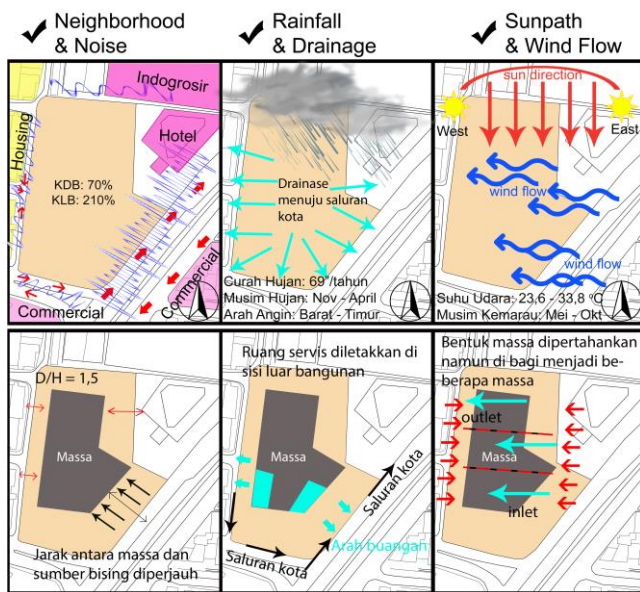 Neighborhood
& Noise
Rainfall
& Drainage
Sunpath
& Wind Flow
Indogrosir
Housing
Hotel
KDB: 70%
KLB: 210%
Commercial
Commercial
Drainase
menuju saluran
kota
Curah Hujan: 69"/tahun
Musim Hujan: Nov - April
Arah Angin: Barat - Timur
sun direction
West
East
wind flow
wind flow
Suhu Udara: 23,6 - 33,8 °C
Musim Kemarau: Mei - Okt
D/H = 1,5
Massa
Jarak antara massa dan
sumber bising diperjauh
Ruang servis diletakkan di
sisi luar bangunan
Massa
Saluran kota
Saluran kota
Arah buangan
Bentuk massa dipertahankan
namun di bagi menjadi be-
berapa massa
outlet
Massa
inlet